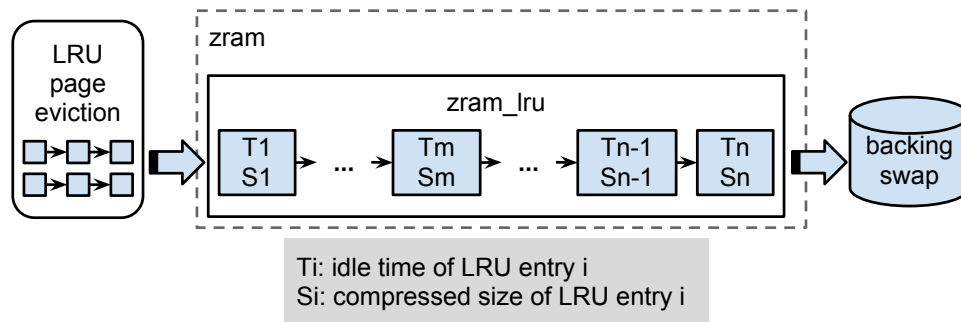 LRU
page
eviction
zram
zram_lru
T1
S1
...
Tm
Sm
...
Tn-1
Sn-1
Tn
Sn
backing
swap
Ti: idle time of LRU entry i
Si: compressed size of LRU entry i